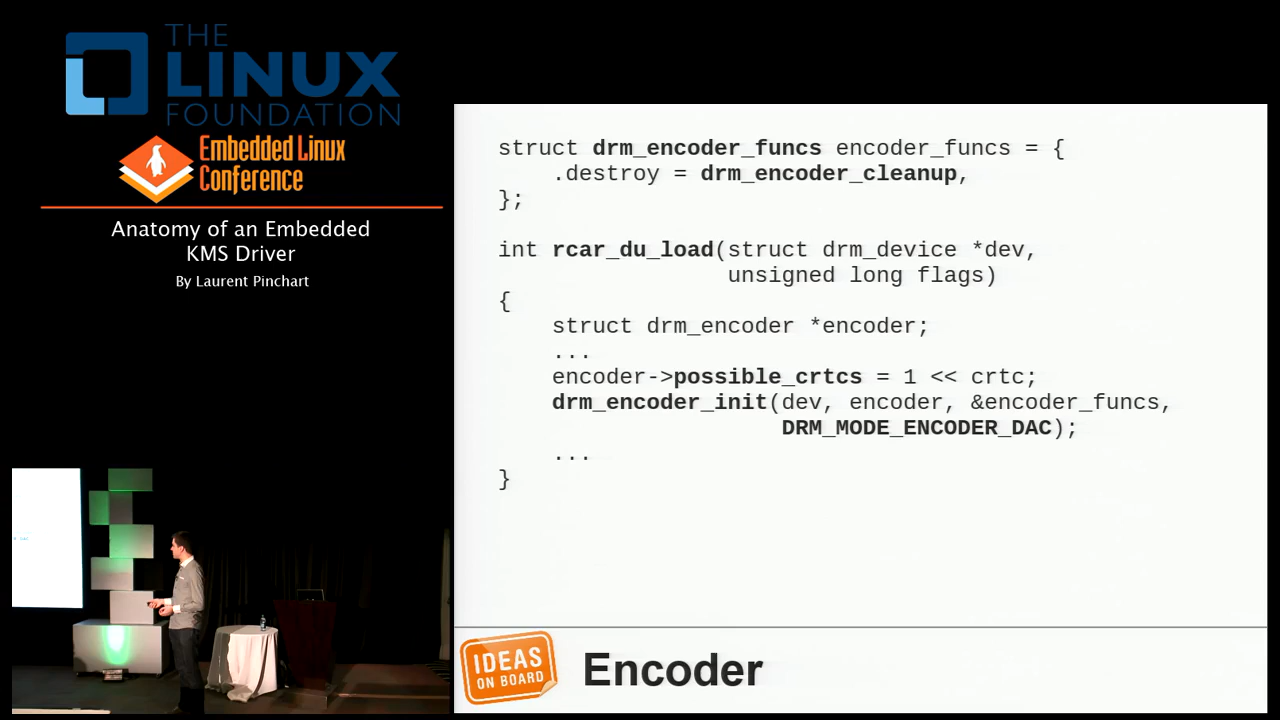 THE
LINUX
FOUNDATION
Embedded Linux
Conference
Anatomy of an Embedded
KMS Driver
By Laurent Pinchart
struct drm_encoder_funcs encoder_funcs = {
    .destroy = drm_encoder_cleanup,
};
int rcar_du_load(struct drm_device *dev,
                 unsigned long flags)
{
    struct drm_encoder *encoder;
    ...
    encoder->possible_crtcs = 1 << crtc;
    drm_encoder_init(dev, encoder, &encoder_funcs,
                     DRM_MODE_ENCODER_DAC);
    ...
}
IDEAS
ON BOARD
Encoder